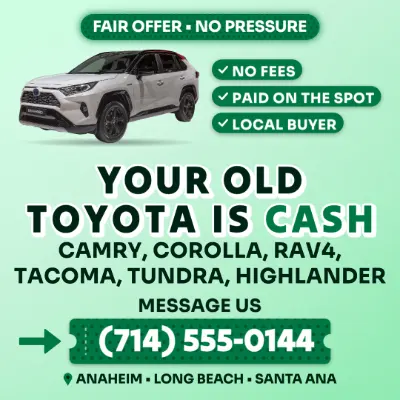 FAIR OFFER • NO PRESSURE
NO FEES
PAID ON THE SPOT
LOCAL BUYER
YOUR OLD
TOYOTA IS CASH
CAMRY, COROLLA, RAV4,
TACOMA, TUNDRA, HIGHLANDER
MESSAGE US
(714) 555-0144
ANAHEIM • LONG BEACH • SANTA ANA